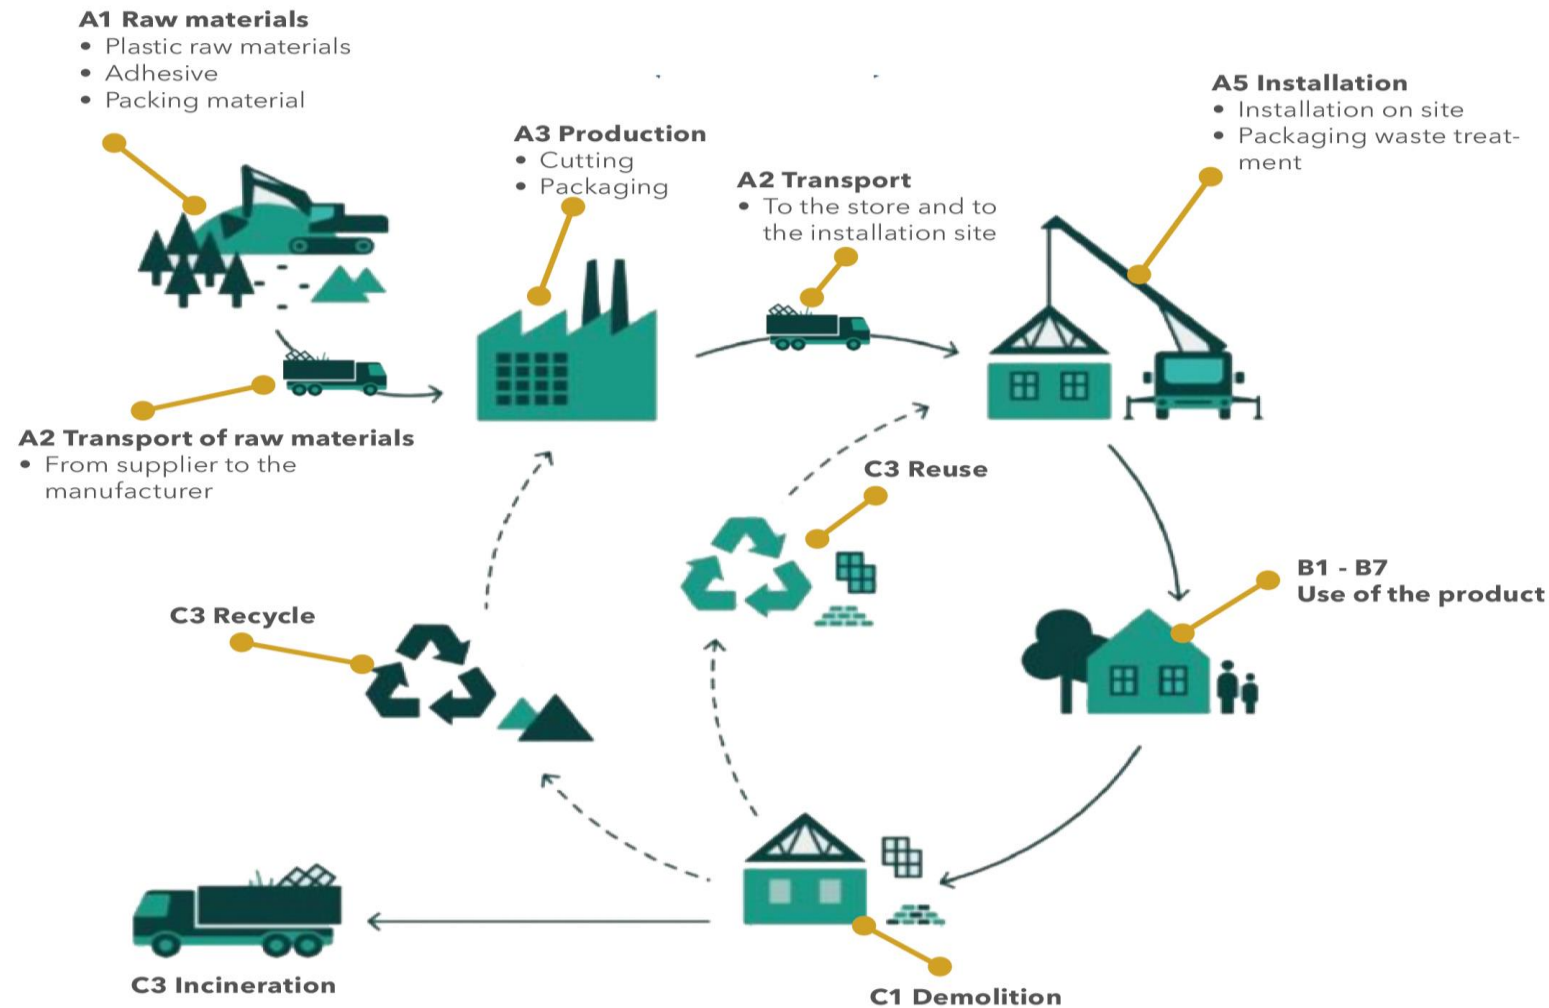 A1 Raw materials
• Plastic raw materials
• Adhesive
• Packing material
A3 Production
• Cutting
• Packaging
A2 Transport
• To the store and to
the installation site
A5 Installation
• Installation on site
• Packaging waste treat-
ment
A2 Transport of raw materials
• From supplier to the
manufacturer
C3 Reuse
B1 - B7
Use of the product
C3 Recycle
C3 Incineration
C1 Demolition